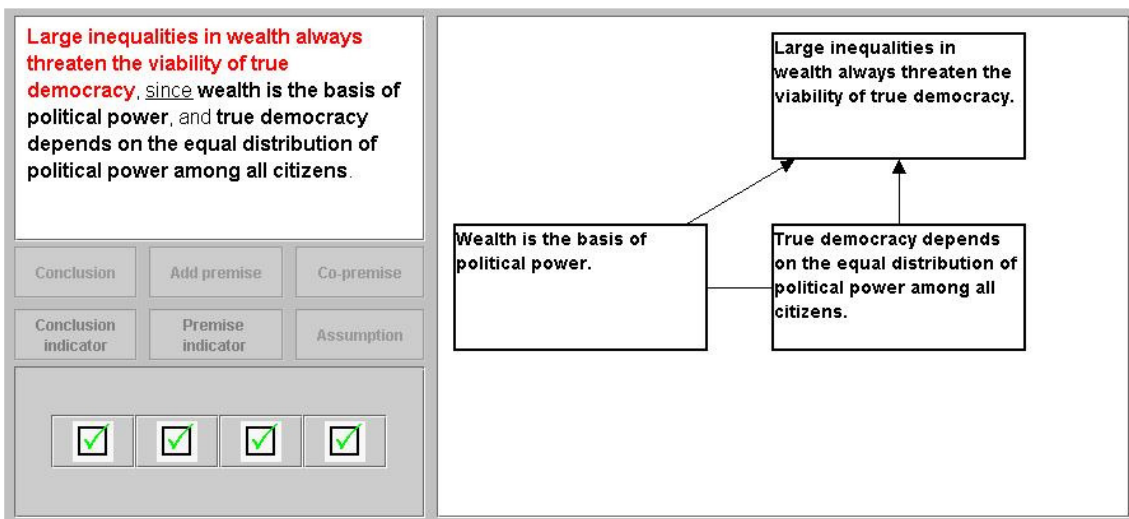 Large inequalities in wealth always
threaten the viability of true
democracy, since wealth is the basis of
political power, and true democracy
depends on the equal distribution of
political power among all citizens.
Conclusion
Add premise
Co-premise
Conclusion
indicator
Premise
indicator
Assumption
Large inequalities in
wealth always threaten the
viability of true democracy.
Wealth is the basis of
political power.
True democracy depends
on the equal distribution of
political power among all
citizens.